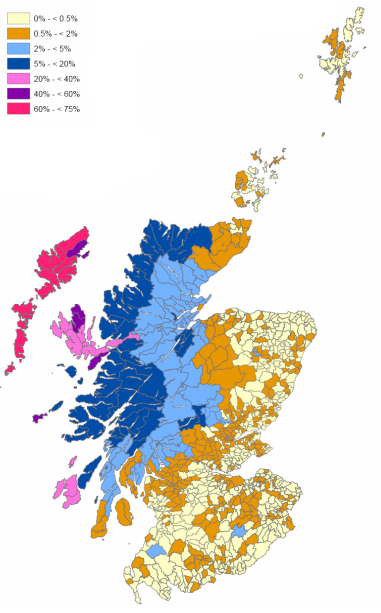 0% - < 0.5%
0.5% - < 2%
2% - < 5%
5% - < 20%
20% - < 40%
40% - < 60%
60% - < 75%